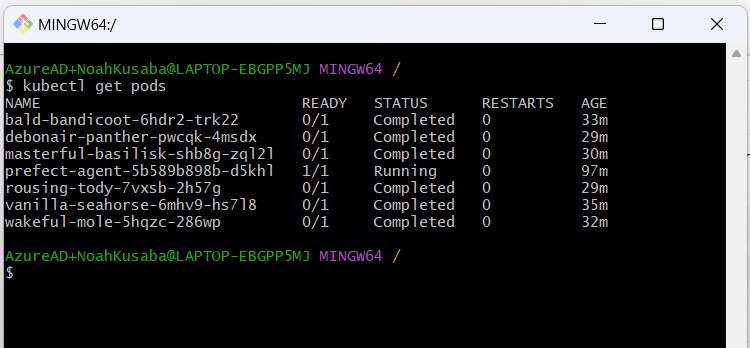 MINGW64:/
AzureAD+NoahKusaba@LAPTOP-EBGPP5MJ MINGW64 /
$ kubectl get pods
NAME READY STATUS RESTARTS AGE
bald-bandicoot-6hdr2-trk22 0/1 Completed 0 33m
debonair-panther-pwcqk-4msdx 0/1 Completed 0 29m
masterful-basilisk-shb8g-zql2l 0/1 Completed 0 30m
prefect-agent-5b589b898b-d5khl 1/1 Running 0 97m
rousing-tody-7vxsb-2h57g 0/1 Completed 0 29m
vanilla-seahorse-6mhv9-hs7l8 0/1 Completed 0 35m
wakeful-mole-5hqzc-286wp 0/1 Completed 0 32m
AzureAD+NoahKusaba@LAPTOP-EBGPP5MJ MINGW64 /
$